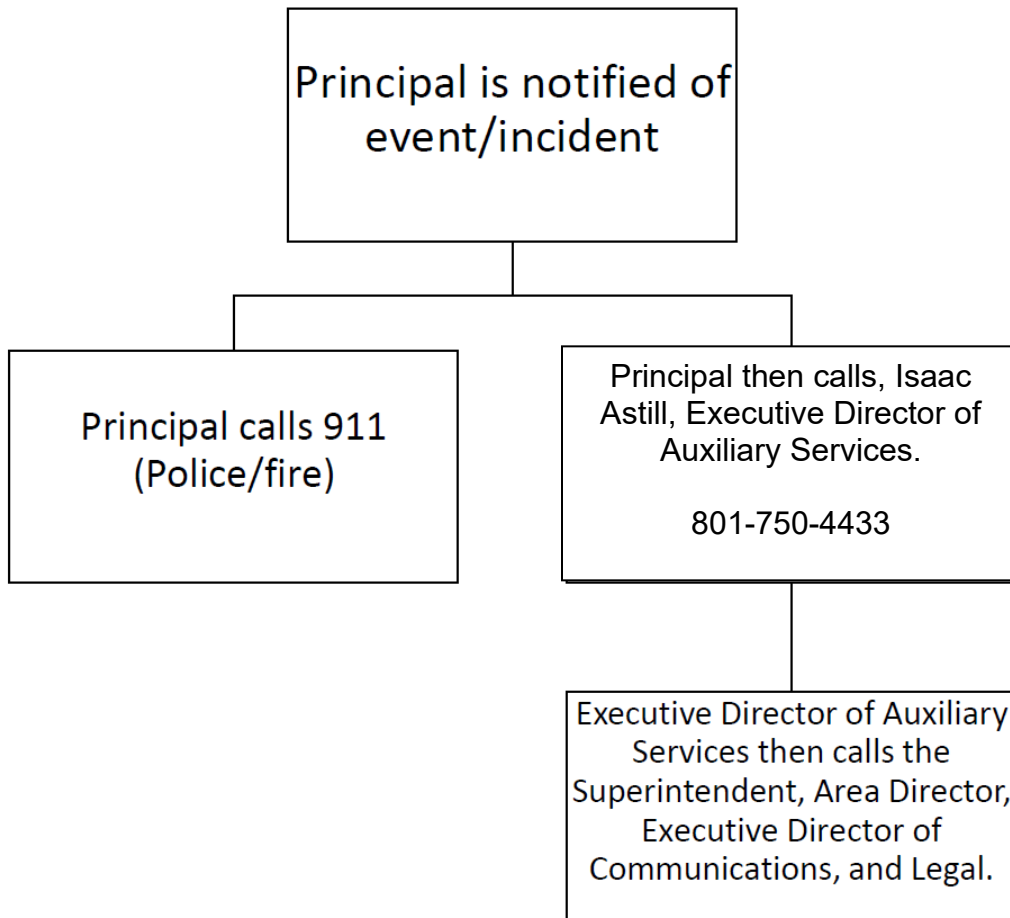 Principal is notified of
event/incident
Principal calls 911
(Police/fire)
Principal then calls, Isaac
Astill, Executive Director of
Auxiliary Services.
801-750-4433
Executive Director of Auxiliary
Services then calls the
Superintendent, Area Director,
Executive Director of
Communications, and Legal.